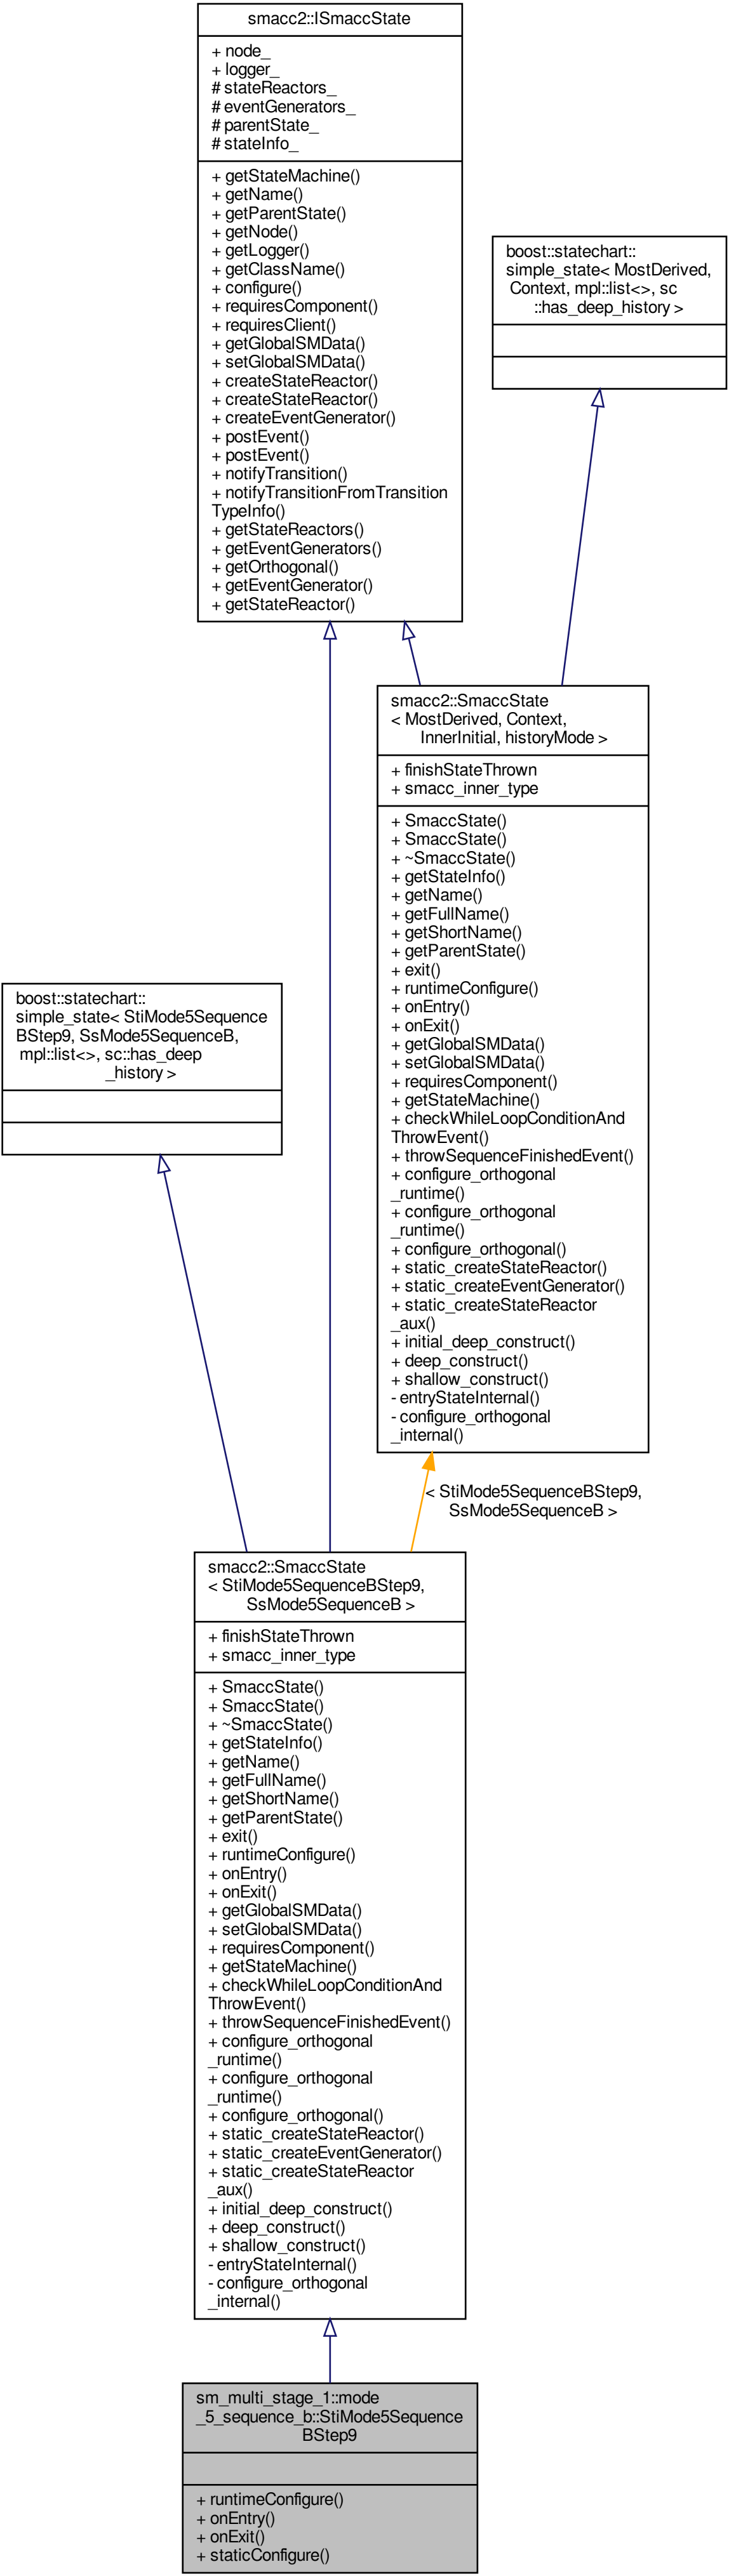 smacc2::ISmaccState
+ node_
+ logger_
# stateReactors_
# eventGenerators_
# parentState_
# stateInfo_
+ getStateMachine()
+ getName()
+ getParentState()
+ getNode()
+ getLogger()
+ getClassName()
+ configure()
+ requiresComponent()
+ requiresClient()
+ getGlobalSMData()
+ setGlobalSMData()
+ createStateReactor()
+ createStateReactor()
+ createEventGenerator()
+ postEvent()
+ postEvent()
+ notifyTransition()
+ notifyTransitionFromTransition
TypeInfo()
+ getStateReactors()
+ getEventGenerators()
+ getOrthogonal()
+ getEventGenerator()
+ getStateReactor()
boost::statechart::
simple_state< MostDerived,
Context, mpl::list<>, sc
::has_deep_history >
smacc2::SmaccState
< MostDerived, Context,
InnerInitial, historyMode >
+ finishStateThrown
+ smacc_inner_type
+ SmaccState()
+ SmaccState()
+ ~SmaccState()
+ getStateInfo()
+ getName()
+ getFullName()
+ getShortName()
+ getParentState()
+ exit()
+ runtimeConfigure()
+ onEntry()
+ onExit()
+ getGlobalSMData()
+ setGlobalSMData()
+ requiresComponent()
+ getStateMachine()
+ checkWhileLoopConditionAnd
ThrowEvent()
+ throwSequenceFinishedEvent()
+ configure_orthogonal
_runtime()
+ configure_orthogonal
_runtime()
+ configure_orthogonal()
+ static_createStateReactor()
+ static_createEventGenerator()
+ static_createStateReactor
_aux()
+ initial_deep_construct()
+ deep_construct()
+ shallow_construct()
- entryStateInternal()
- configure_orthogonal
_internal()
boost::statechart::
simple_state< StiMode5Sequence
BStep9, SsMode5SequenceB,
mpl::list<>, sc::has_deep
_history >
< StiMode5SequenceBStep9,
SsMode5SequenceB >
smacc2::SmaccState
< StiMode5SequenceBStep9,
SsMode5SequenceB >
+ finishStateThrown
+ smacc_inner_type
+ SmaccState()
+ SmaccState()
+ ~SmaccState()
+ getStateInfo()
+ getName()
+ getFullName()
+ getShortName()
+ getParentState()
+ exit()
+ runtimeConfigure()
+ onEntry()
+ onExit()
+ getGlobalSMData()
+ setGlobalSMData()
+ requiresComponent()
+ getStateMachine()
+ checkWhileLoopConditionAnd
ThrowEvent()
+ throwSequenceFinishedEvent()
+ configure_orthogonal
_runtime()
+ configure_orthogonal
_runtime()
+ configure_orthogonal()
+ static_createStateReactor()
+ static_createEventGenerator()
+ static_createStateReactor
_aux()
+ initial_deep_construct()
+ deep_construct()
+ shallow_construct()
- entryStateInternal()
- configure_orthogonal
_internal()
sm_multi_stage_1::mode
_5_sequence_b::StiMode5Sequence
BStep9
+ runtimeConfigure()
+ onEntry()
+ onExit()
+ staticConfigure()